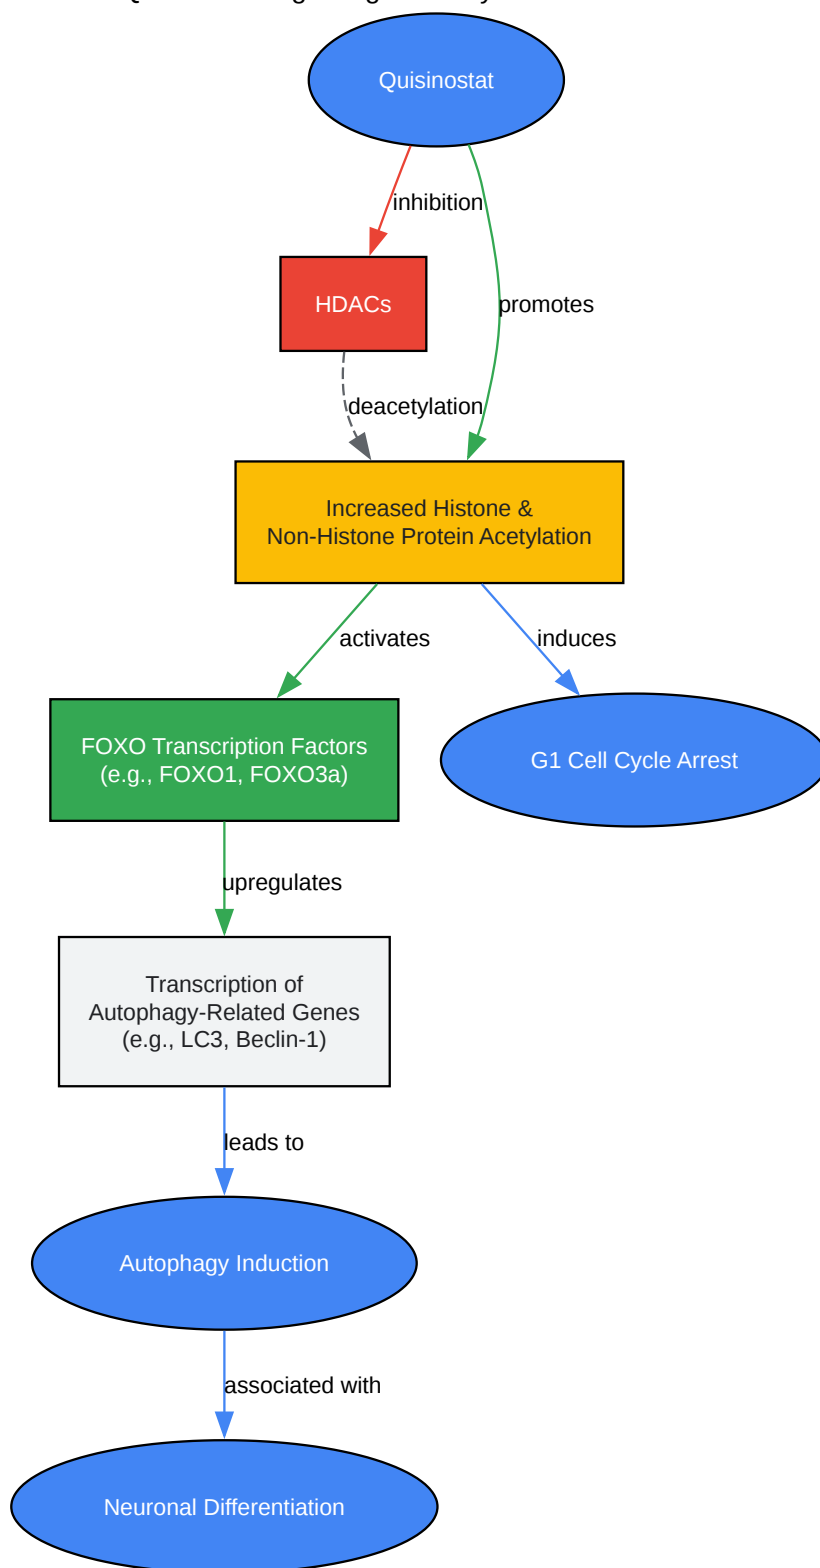 Quisinostat
inhibition
HDACs
promotes
deacetylation
Increased Histone &
Non-Histone Protein Acetylation
activates
induces
FOXO Transcription Factors
(e.g., FOXO1, FOXO3a)
G1 Cell Cycle Arrest
upregulates
Transcription of
Autophagy-Related Genes
(e.g., LC3, Beclin-1)
leads to
Autophagy Induction
associated with
Neuronal Differentiation